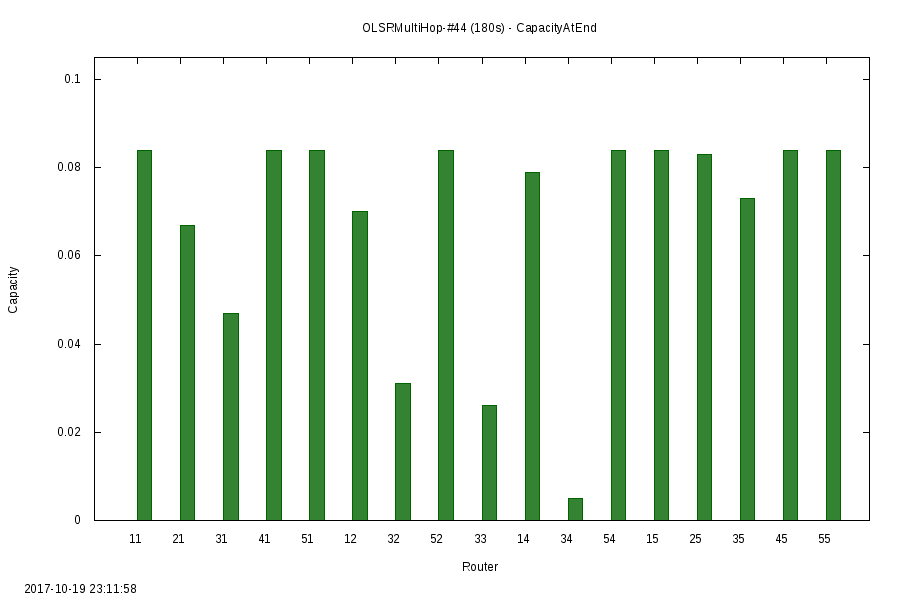 OLSRMultiHop-#44 (180s) - CapacityAtEnd
0.1
0.08
0.06
0.04
0.02
0
Capacity
11 21 31 41 51 12 32 52 33 14 34 54 15 25 35 45 55
Router
2017-10-19 23:11:58